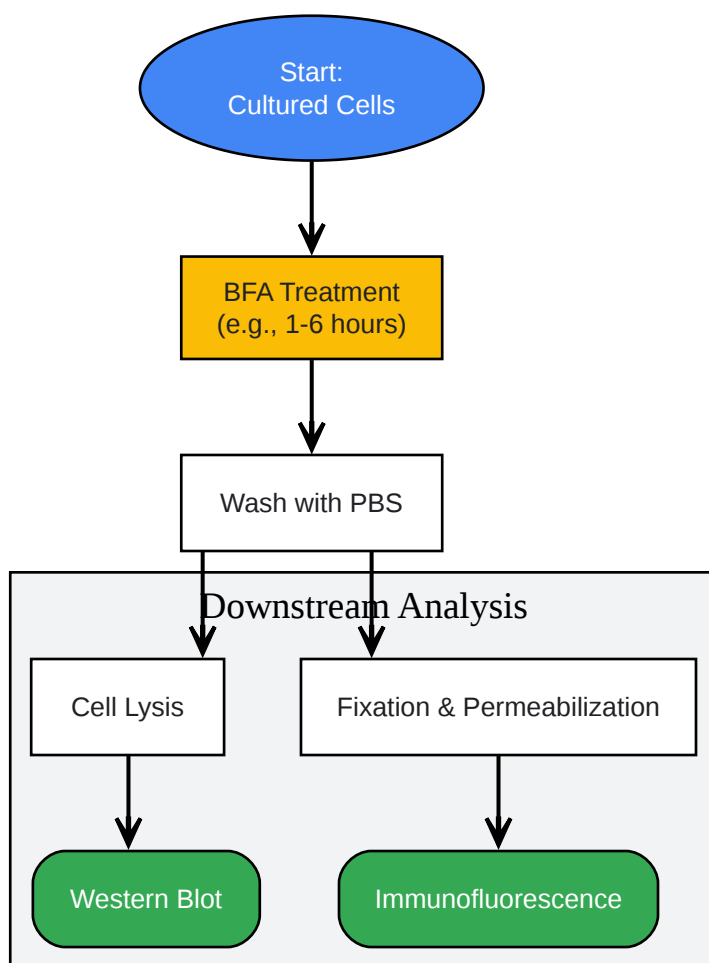 Start:
Cultured Cells
BFA Treatment
(e.g., 1-6 hours)
Wash with PBS
Downstream Analysis
Cell Lysis
Fixation & Permeabilization
Western Blot
Immunofluorescence